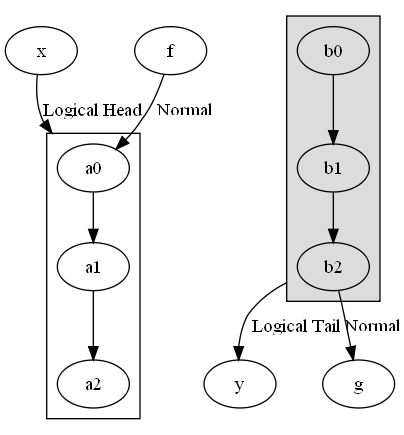 x
f
b0
Logical Head
Normal
a0
b1
a1
b2
Logical Tail
Normal
a2
y
g